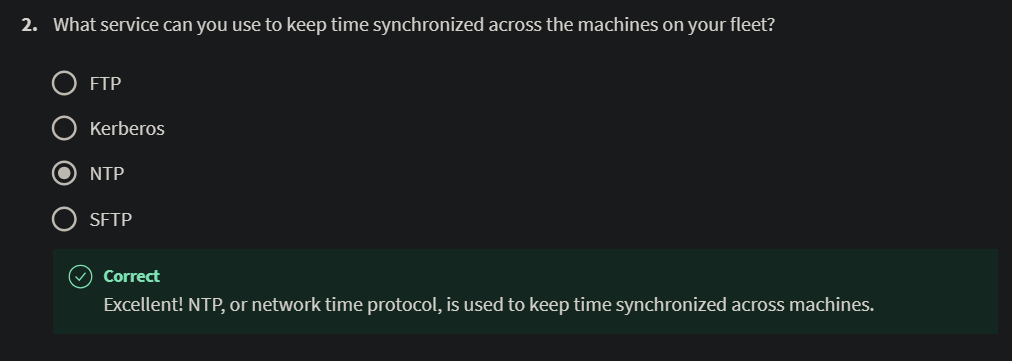 2. What service can you use to keep time synchronized across the machines on your fleet?
FTP
Kerberos
NTP
SFTP
Correct
Excellent! NTP, or network time protocol, is used to keep time synchronized across machines.